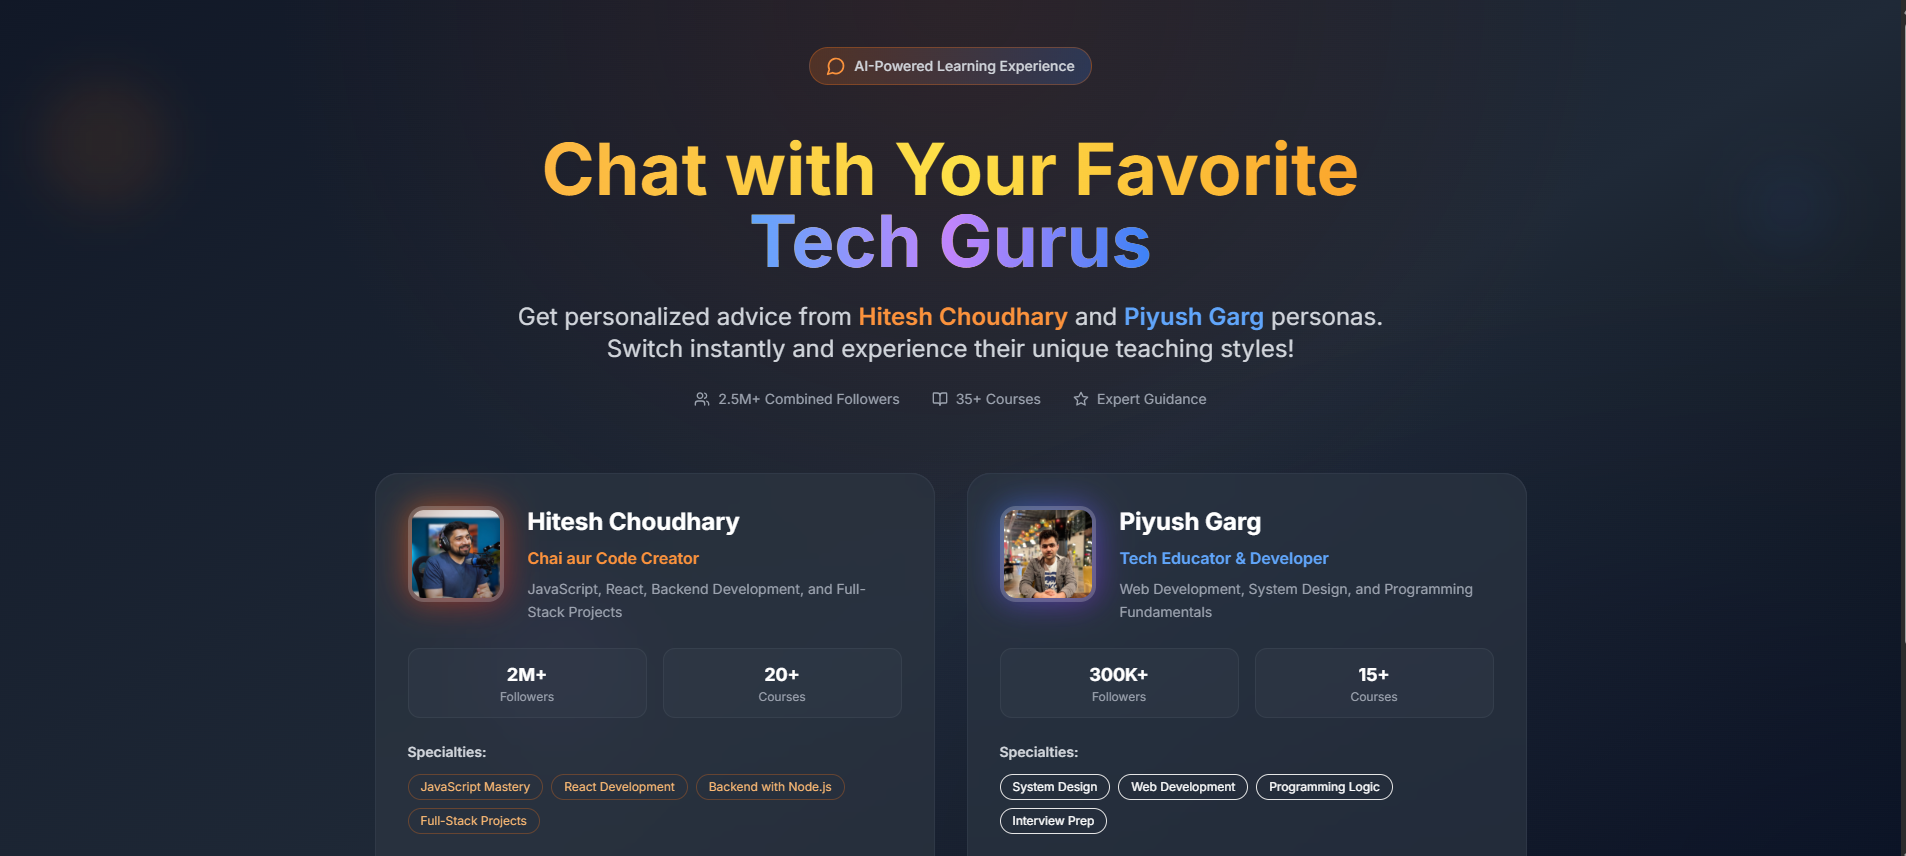 AI-Powered Learning Experience
Chat with Your Favorite
Tech Gurus
Get personalized advice from Hitesh Choudhary and Piyush Garg personas.
Switch instantly and experience their unique teaching styles!
2.5M+ Combined Followers 35+ Courses Expert Guidance
Hitesh Choudhary
Chai aur Code Creator
JavaScript, React, Backend Development, and Full-
Stack Projects
2M+
Followers
20+
Courses
Specialties:
JavaScript Mastery React Development Backend with Node.js
Full-Stack Projects
Piyush Garg
Tech Educator & Developer
Web Development, System Design, and Programming
Fundamentals
300K+
Followers
15+
Courses
Specialties:
System Design Web Development Programming Logic
Interview Prep